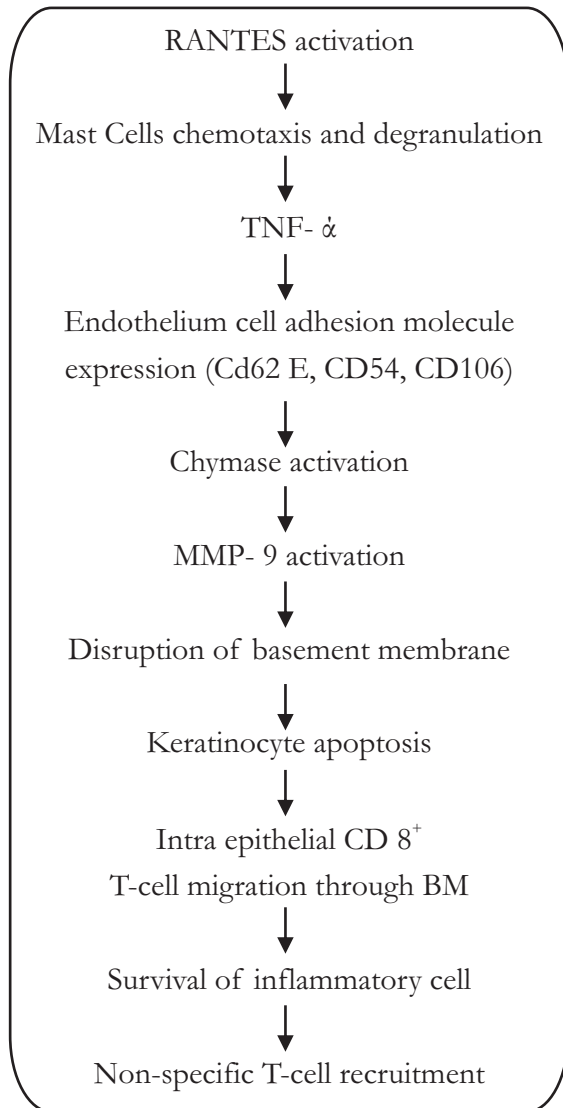 RANTES activation
Mast Cells chemotaxis and degranulation
TNF- ά
Endothelium cell adhesion molecule
expression (Cd62 E, CD54, CD106)
Chymase activation
MMP- 9 activation
Disruption of basement membrane
Keratinocyte apoptosis
Intra epithelial CD 8⁺
T-cell migration through BM
Survival of inflammatory cell
Non-specific T-cell recruitment